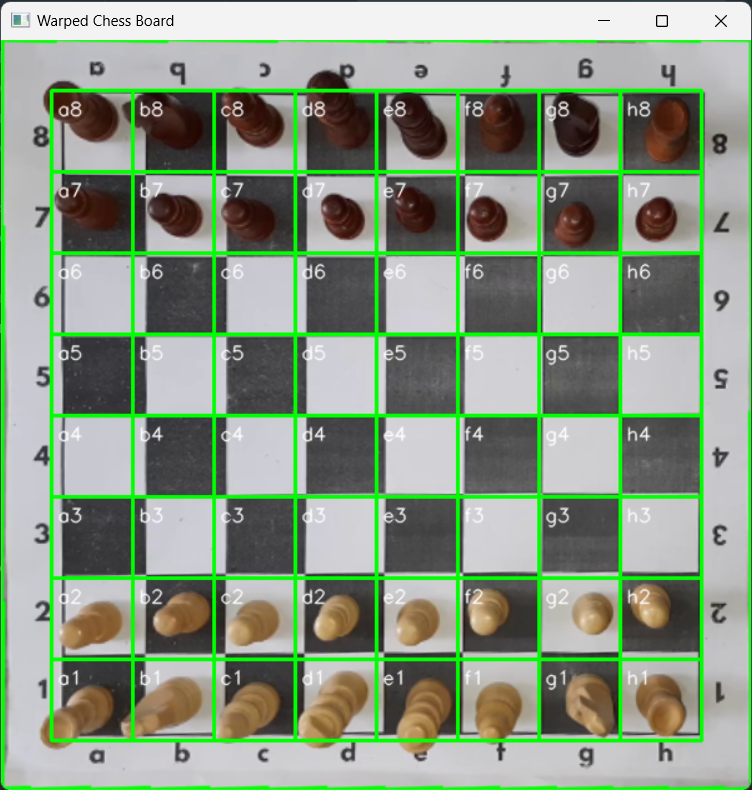 Warped Chess Board
a b c d e f g h
8 a8 b8 c8 d8 e8 f8 g8 h8 8
7 a7 b7 c7 d7 e7 f7 g7 h7 7
6 a6 b6 c6 d6 e6 f6 g6 h6 6
5 a5 b5 c5 d5 e5 f5 g5 h5 5
4 a4 b4 c4 d4 e4 f4 g4 h4 4
3 a3 b3 c3 d3 e3 f3 g3 h3 3
2 a2 b2 c2 d2 e2 f2 g2 h2 2
1 a1 b1 c1 d1 e1 f1 g1 h1 1
a b c d e f g h